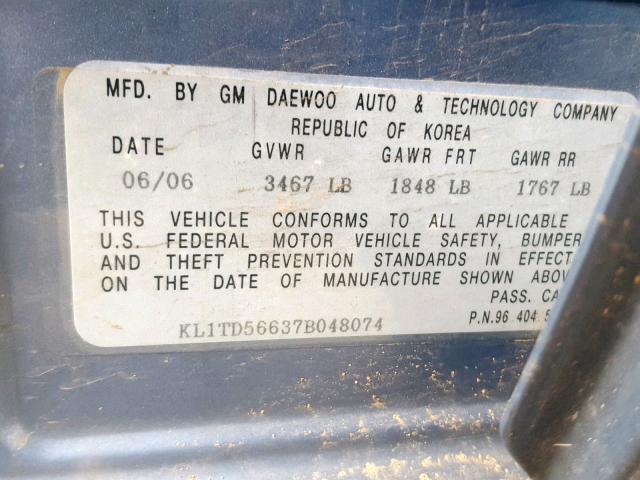 MFD. BY GM DAEWOO AUTO & TECHNOLOGY COMPANY
REPUBLIC OF KOREA
DATE GVWR GAWR FRT GAWR RR
06/06 3467 LB 1848 LB 1767 LB
THIS VEHICLE CONFORMS TO ALL APPLICABLE
U.S. FEDERAL MOTOR VEHICLE SAFETY, BUMPER
AND THEFT PREVENTION STANDARDS IN EFFECT
ON THE DATE OF MANUFACTURE SHOWN ABOV
PASS. CA
KL1TD56637B048074 P.N.96 404 5